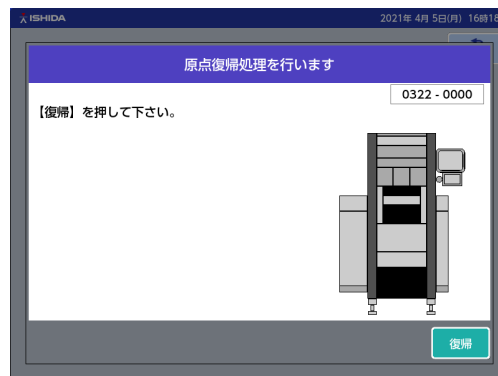 ISHIDA
2021年 4月 5日(月) 16時18
原点復帰処理を行います
0322 - 0000
【復帰】を押して下さい。
復帰